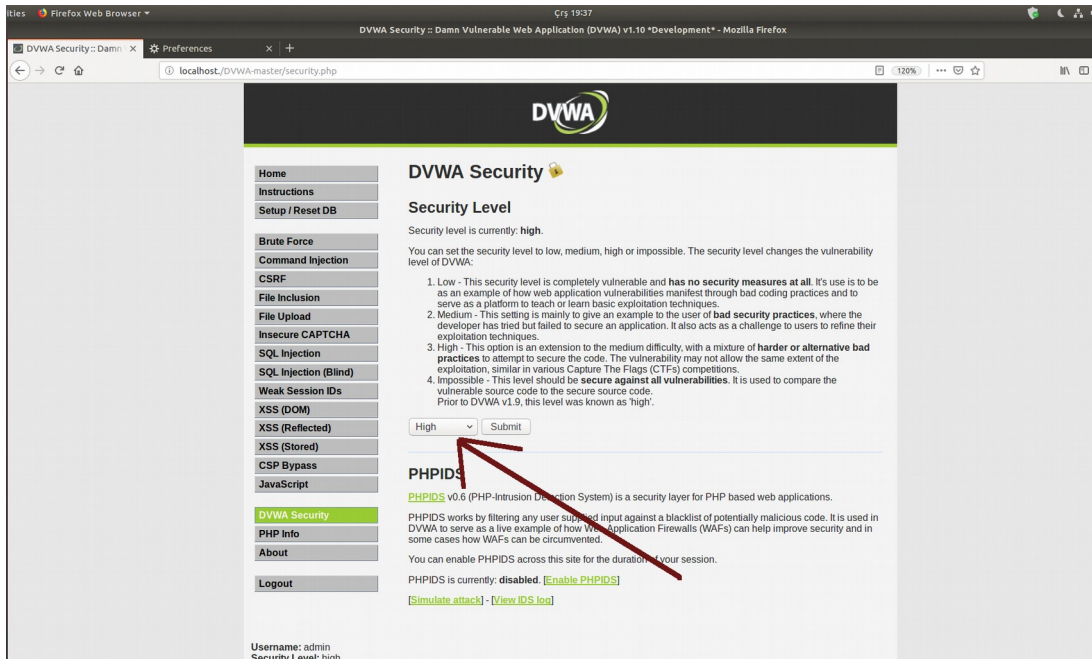 ities Firefox Web Browser
Çrş 19:37
DVWA Security :: Damn Vulnerable Web Application (DVWA) v1.10 *Development* - Mozilla Firefox
DVWA Security :: Damn
Preferences
localhost./DVWA-master/security.php
120%
DVWA
Home
Instructions
Setup / Reset DB
Brute Force
Command Injection
CSRF
File Inclusion
File Upload
Insecure CAPTCHA
SQL Injection
SQL Injection (Blind)
Weak Session IDs
XSS (DOM)
XSS (Reflected)
XSS (Stored)
CSP Bypass
JavaScript
DVWA Security
PHP Info
About
Logout
DVWA Security
Security Level
Security level is currently: high.
You can set the security level to low, medium, high or impossible. The security level changes the vulnerability
level of DVWA:
1. Low - This security level is completely vulnerable and has no security measures at all. It's use is to be
as an example of how web application vulnerabilities manifest through bad coding practices and to
serve as a platform to teach or learn basic exploitation techniques.
2. Medium - This setting is mainly to give an example to the user of bad security practices, where the
developer has tried but failed to secure an application. It also acts as a challenge to users to refine their
exploitation techniques.
3. High - This option is an extension to the medium difficulty, with a mixture of harder or alternative bad
practices to attempt to secure the code. The vulnerability may not allow the same extent of the
exploitation, similar in various Capture The Flags (CTFs) competitions.
4. Impossible - This level should be secure against all vulnerabilities. It is used to compare the
vulnerable source code to the secure source code.
Prior to DVWA v1.9, this level was known as 'high'.
High
Submit
PHPIDS
PHPIDS v0.6 (PHP-Intrusion Detection System) is a security layer for PHP based web applications.
PHPIDS works by filtering any user supplied input against a blacklist of potentially malicious code. It is used in
DVWA to serve as a live example of how Web Application Firewalls (WAFs) can help improve security and in
some cases how WAFs can be circumvented.
You can enable PHPIDS across this site for the duration of your session.
PHPIDS is currently: disabled. [Enable PHPIDS]
[Simulate attack] - [View IDS log]
Username: admin
Security Level: high